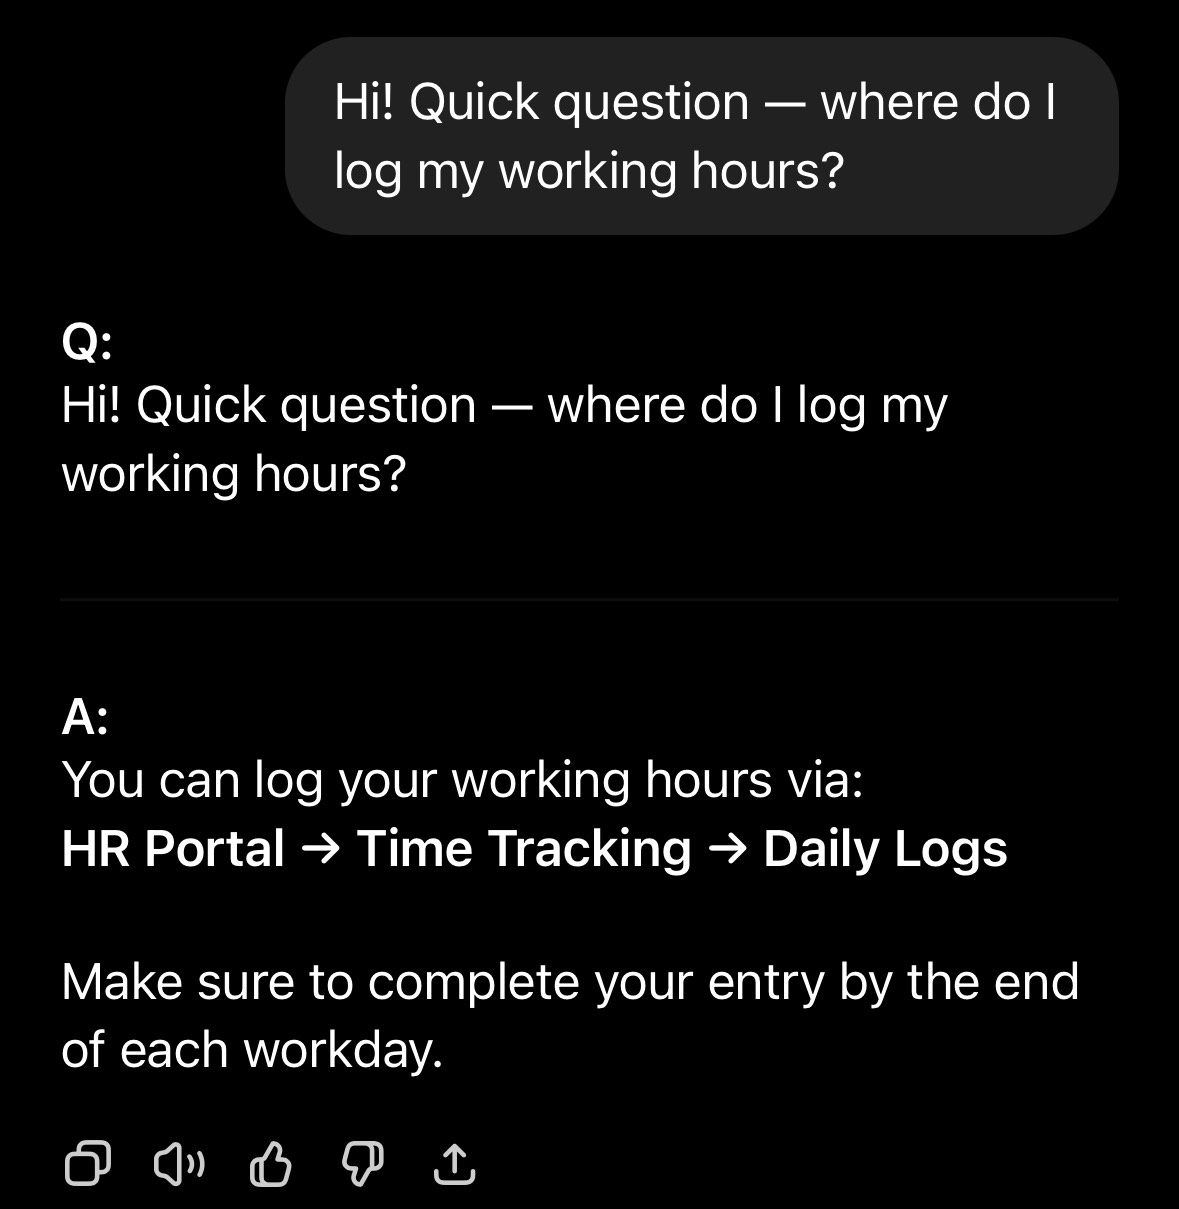 Hi! Quick question — where do I
log my working hours?
Q:
Hi! Quick question — where do I log my
working hours?
A:
You can log your working hours via:
HR Portal → Time Tracking → Daily Logs
Make sure to complete your entry by the end
of each workday.